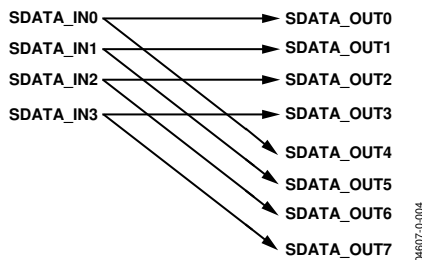 SDATA_IN0
SDATA_IN1
SDATA_IN2
SDATA_IN3
SDATA_OUT0
SDATA_OUT1
SDATA_OUT2
SDATA_OUT3
SDATA_OUT4
SDATA_OUT5
SDATA_OUT6
SDATA_OUT7
04607-0-004